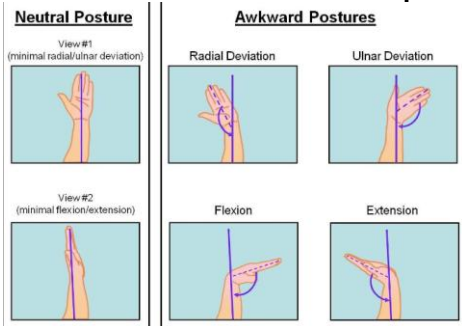 Neutral Posture
Awkward Postures
View #1
(minimal radial/ulnar deviation)
Radial Deviation
Ulnar Deviation
View #2
(minimal flexion/extension)
Flexion
Extension